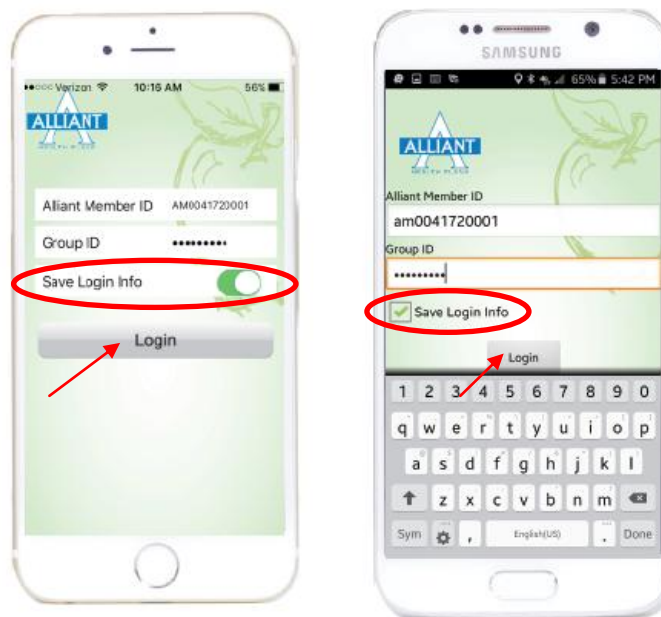 Verizon 10:16 AM 56%
ALLIANT
Alliant Member ID AM0041720001
Group ID •••••••••
Save Login Info
Login
SAMSUNG
65% 5:42 PM
ALLIANT
HEALTH PLANS
Alliant Member ID
am0041720001
Group ID
•••••••••
Save Login Info
Login
1 2 3 4 5 6 7 8 9 0
q w e r t y u i o p
a s d f g h j k l
z x c v b n m
Sym , English(US) . Done